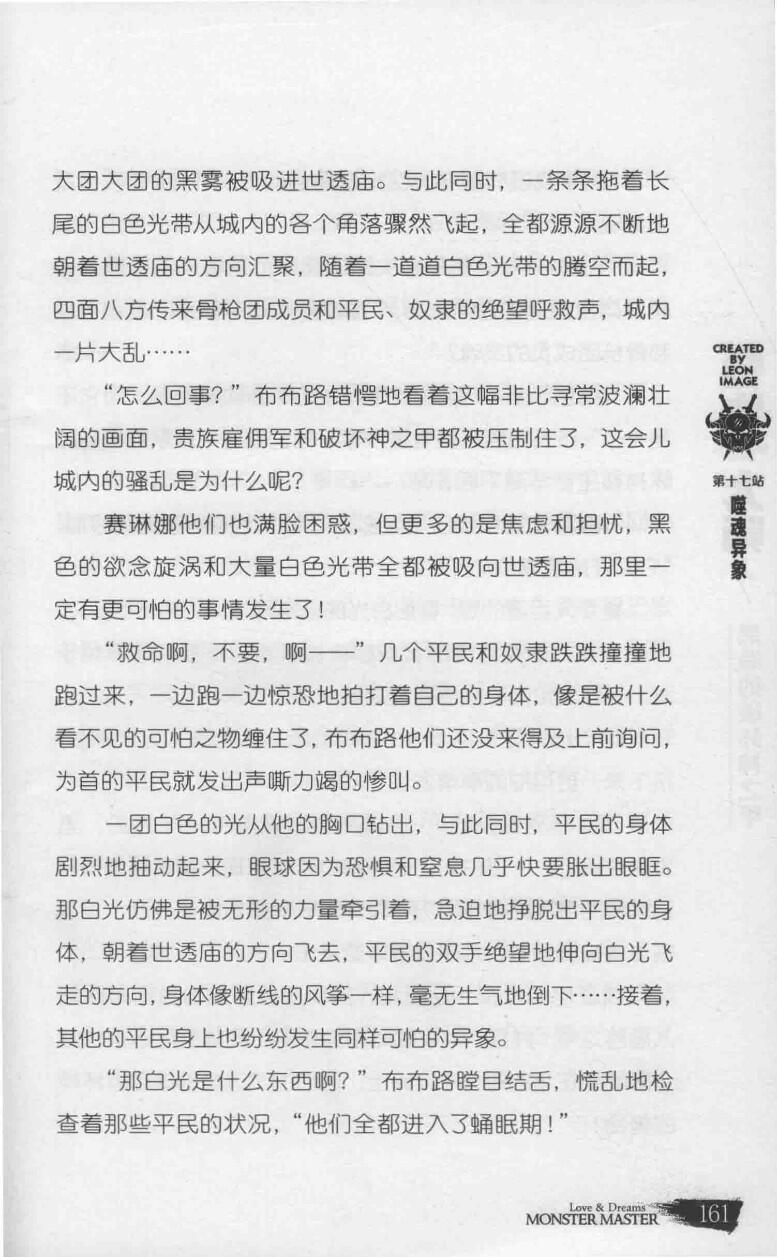 大团大团的黑雾被吸进世透庙。与此同时，一条条拖着长
尾的白色光带从城内的各个角落骤然飞起，全都源源不断地
朝着世透庙的方向汇聚，随着一道道白色光带的腾空而起，
四面八方传来骨枪团成员和平民、奴隶的绝望呼救声，城内
一片大乱……
“怎么回事？”布布路错愕地看着这幅非比寻常波澜壮
阔的画面，贵族雇佣军和破坏神之甲都被压制住了，这会儿
城内的骚乱是为什么呢？
赛琳娜他们也满脸困惑，但更多的是焦虑和担忧，黑
色的欲念旋涡和大量白色光带全都被吸向世透庙，那里一
定有更可怕的事情发生了！
“救命啊，不要，啊——”几个平民和奴隶跌跌撞撞地
跑过来，一边跑一边惊恐地拍打着自己的身体，像是被什么
看不见的可怕之物缠住了，布布路他们还没来得及上前询问，
为首的平民就发出声嘶力竭的惨叫。
一团白色的光从他的胸口钻出，与此同时，平民的身体
剧烈地抽动起来，眼球因为恐惧和窒息几乎快要胀出眼眶。
那白光仿佛是被无形的力量牵引着，急迫地挣脱出平民的身
体，朝着世透庙的方向飞去，平民的双手绝望地伸向白光飞
走的方向，身体像断线的风筝一样，毫无生气地倒下……接着，
其他的平民身上也纷纷发生同样可怕的异象。
“那白光是什么东西啊？”布布路瞠目结舌，慌乱地检
查着那些平民的状况，“他们全都进入了蛹眠期！”
CREATED
BY
LEON
IMAGE
第十七站
噬魂异象
Love & Dreams
MONSTER MASTER
161